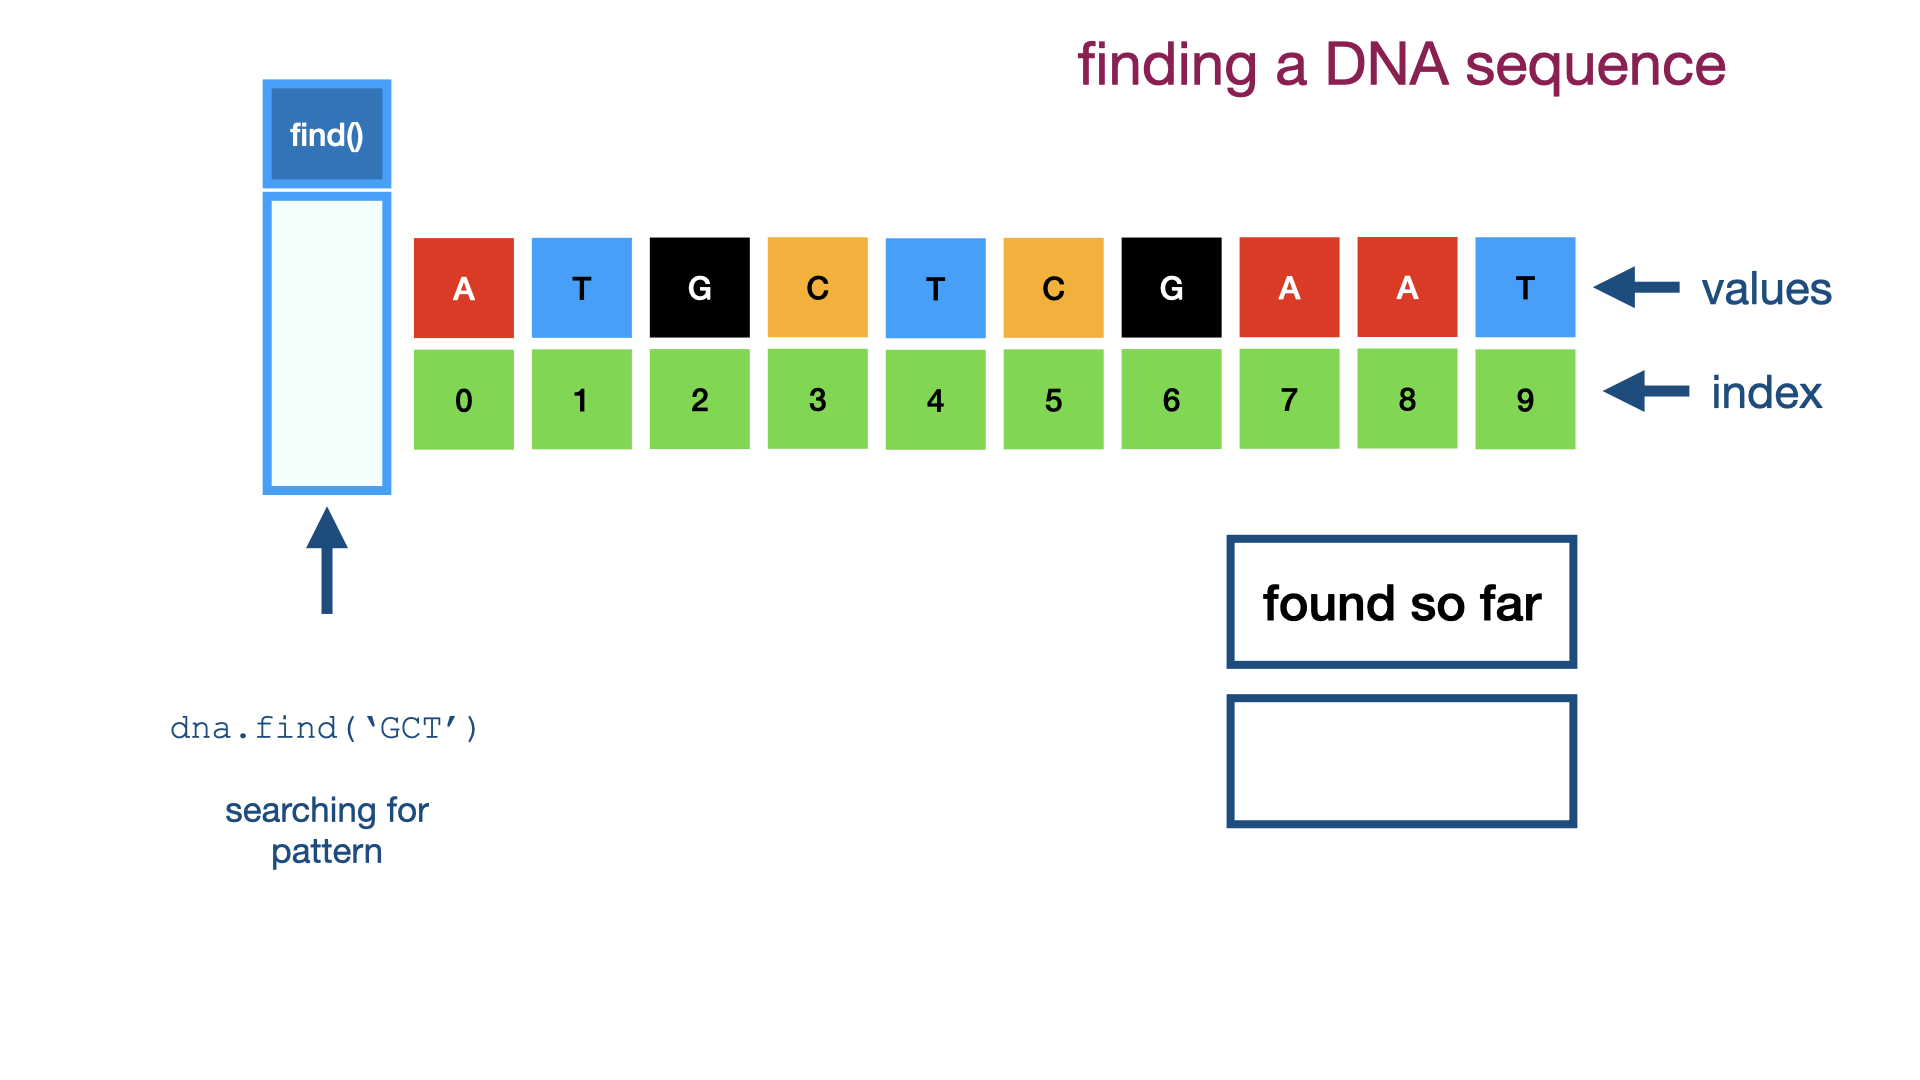 finding a DNA sequence
find()
A T G C T C G A A T
values
0 1 2 3 4 5 6 7 8 9
index
found so far
dna.find(‘GCT’)
searching for
pattern